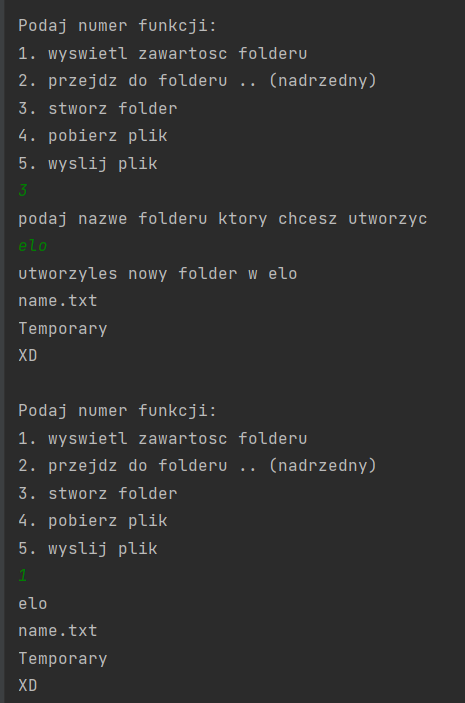 Podaj numer funkcji:
1. wyswietl zawartosc folderu
2. przejdz do folderu .. (nadrzedny)
3. stworz folder
4. pobierz plik
5. wyslij plik
3
podaj nazwe folderu ktory chcesz utworzyc
elo
utworzyles nowy folder w elo
name.txt
Temporary
XD

Podaj numer funkcji:
1. wyswietl zawartosc folderu
2. przejdz do folderu .. (nadrzedny)
3. stworz folder
4. pobierz plik
5. wyslij plik
1
elo
name.txt
Temporary
XD